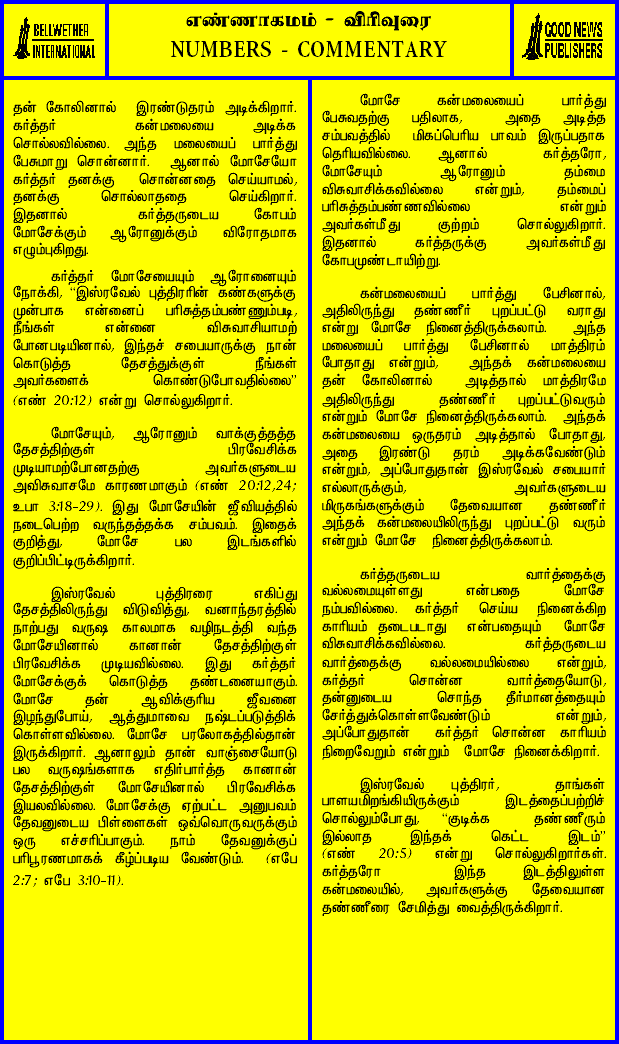 BELLWETHER
INTERNATIONAL
எண்ணாகமம் - விரிவுரை
NUMBERS - COMMENTARY
GOOD NEWS
PUBLISHERS
தன் கோலினால் இரண்டுதரம் அடிக்கிறார்.
கர்த்தர் கன்மலையை அடிக்க
சொல்லவில்லை. அந்த மலையைப் பார்த்து
பேசுமாறு சொன்னார். ஆனால் மோசேயோ
கர்த்தர் தனக்கு சொன்னதை செய்யாமல்,
தனக்கு சொல்லாததை செய்கிறார்.
இதனால் கர்த்தருடைய கோபம்
மோசேக்கும் ஆரோனுக்கும் விரோதமாக
எழும்புகிறது.
கர்த்தர் மோசேயையும் ஆரோனையும்
நோக்கி, “இஸ்ரவேல் புத்திரரின் கண்களுக்கு
முன்பாக என்னைப் பரிசுத்தம்பண்ணும்படி,
நீங்கள் என்னை விசுவாசியாமற்
போனபடியினால், இந்தச் சபையாருக்கு நான்
கொடுத்த தேசத்துக்குள் நீங்கள்
அவர்களைக் கொண்டுபோவதில்லை”
(எண் 20:12) என்று சொல்லுகிறார்.
மோசேயும், ஆரோனும் வாக்குத்தத்த
தேசத்திற்குள் பிரவேசிக்க
முடியாமற்போனதற்கு அவர்களுடைய
அவிசுவாசமே காரணமாகும் (எண் 20:12,24;
உபா 3:18-29). இது மோசேயின் ஜீவியத்தில்
நடைபெற்ற வருந்தத்தக்க சம்பவம். இதைக்
குறித்து, மோசே பல இடங்களில்
குறிப்பிட்டிருக்கிறார்.
இஸ்ரவேல் புத்திரரை எகிப்து
தேசத்திலிருந்து விடுவித்து, வனாந்தரத்தில்
நாற்பது வருஷ காலமாக வழிநடத்தி வந்த
மோசேயினால் கானான் தேசத்திற்குள்
பிரவேசிக்க முடியவில்லை. இது கர்த்தர்
மோசேக்குக் கொடுத்த தண்டனையாகும்.
மோசே தன் ஆவிக்குரிய ஜீவனை
இழந்துபோய், ஆத்துமாவை நஷ்டப்படுத்திக்
கொள்ளவில்லை. மோசே பரலோகத்தில்தான்
இருக்கிறார். ஆனாலும் தான் வாஞ்சையோடு
பல வருஷங்களாக எதிர்பார்த்த கானான்
தேசத்திற்குள் மோசேயினால் பிரவேசிக்க
இயலவில்லை. மோசேக்கு ஏற்பட்ட அனுபவம்
தேவனுடைய பிள்ளைகள் ஒவ்வொருவருக்கும்
ஒரு எச்சரிப்பாகும். நாம் தேவனுக்குப்
பரிபூரணமாகக் கீழ்ப்படிய வேண்டும். (எபே
2:7; எபே 3:10-11).
மோசே கன்மலையைப் பார்த்து
பேசுவதற்கு பதிலாக, அதை அடித்த
சம்பவத்தில் மிகப்பெரிய பாவம் இருப்பதாக
தெரியவில்லை. ஆனால் கர்த்தரோ,
மோசேயும் ஆரோனும் தம்மை
விசுவாசிக்கவில்லை என்றும், தம்மைப்
பரிசுத்தம்பண்ணவில்லை என்றும்
அவர்கள்மீது குற்றம் சொல்லுகிறார்.
இதனால் கர்த்தருக்கு அவர்கள்மீது
கோபமுண்டாயிற்று.
கன்மலையைப் பார்த்து பேசினால்,
அதிலிருந்து தண்ணீர் புறப்பட்டு வராது
என்று மோசே நினைத்திருக்கலாம். அந்த
மலையைப் பார்த்து பேசினால் மாத்திரம்
போதாது என்றும், அந்தக் கன்மலையை
தன் கோலினால் அடித்தால் மாத்திரமே
அதிலிருந்து தண்ணீர் புறப்பட்டுவரும்
என்றும் மோசே நினைத்திருக்கலாம். அந்தக்
கன்மலையை ஒருதரம் அடித்தால் போதாது,
அதை இரண்டு தரம் அடிக்கவேண்டும்
என்றும், அப்போதுதான் இஸ்ரவேல் சபையார்
எல்லாருக்கும், அவர்களுடைய
மிருகங்களுக்கும் தேவையான தண்ணீர்
அந்தக் கன்மலையிலிருந்து புறப்பட்டு வரும்
என்றும் மோசே நினைத்திருக்கலாம்.
கர்த்தருடைய வார்த்தைக்கு
வல்லமையுள்ளது என்பதை மோசே
நம்பவில்லை. கர்த்தர் செய்ய நினைக்கிற
காரியம் தடைபடாது என்பதையும் மோசே
விசுவாசிக்கவில்லை. கர்த்தருடைய
வார்த்தைக்கு வல்லமையில்லை என்றும்,
கர்த்தர் சொன்ன வார்த்தையோடு,
தன்னுடைய சொந்த தீர்மானத்தையும்
சேர்த்துக்கொள்ளவேண்டும் என்றும்,
அப்போதுதான் கர்த்தர் சொன்ன காரியம்
நிறைவேறும் என்றும் மோசே நினைக்கிறார்.
இஸ்ரவேல் புத்திரர், தாங்கள்
பாளயமிறங்கியிருக்கும் இடத்தைப்பற்றிச்
சொல்லும்போது, “குடிக்க தண்ணீரும்
இல்லாத இந்தக் கெட்ட இடம்”
(எண் 20:5) என்று சொல்லுகிறார்கள்.
கர்த்தரோ இந்த இடத்திலுள்ள
கன்மலையில், அவர்களுக்கு தேவையான
தண்ணீரை சேமித்து வைத்திருக்கிறார்.